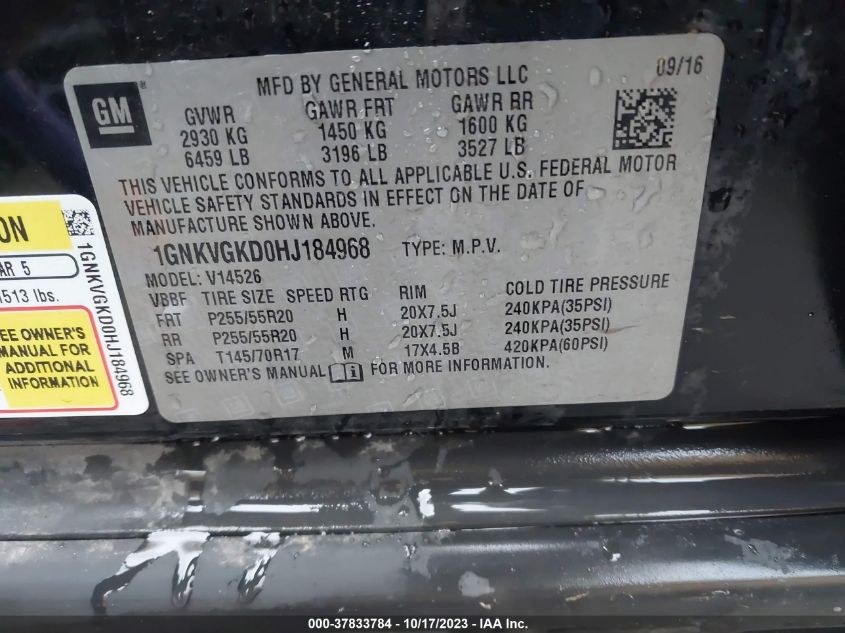 GM
®
MFD BY GENERAL MOTORS LLC
09/16
GVWR GAWR FRT GAWR RR
2930 KG 1450 KG 1600 KG
6459 LB 3196 LB 3527 LB
THIS VEHICLE CONFORMS TO ALL APPLICABLE U.S. FEDERAL MOTOR
VEHICLE SAFETY STANDARDS IN EFFECT ON THE DATE OF
MANUFACTURE SHOWN ABOVE.
1GNKVGKD0HJ184968 TYPE: M.P.V.
MODEL: V14526
VBBF TIRE SIZE SPEED RTG RIM COLD TIRE PRESSURE
FRT P255/55R20 H 20X7.5J 240KPA(35PSI)
RR P255/55R20 H 20X7.5J 240KPA(35PSI)
SPA T145/70R17 M 17X4.5B 420KPA(60PSI)
SEE OWNER'S MANUAL FOR MORE INFORMATION.
ON
AR 5
513 lbs.
SEE OWNER'S
MANUAL FOR
ADDITIONAL
INFORMATION
1GNKVGKD0HJ184968
000-37833784 - 10/17/2023 - IAA Inc.